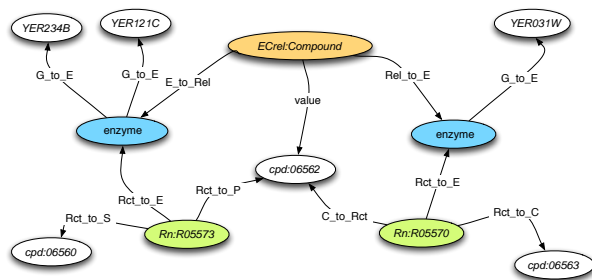 YER234B
YER121C
ECrel:Compound
YER031W
G_to_E
G_to_E
E_to_Rel
Rel_to_E
G_to_E
value
enzyme
enzyme
cpd:06562
Rct_to_E
Rct_to_P
C_to_Rct
Rct_to_E
Rct_to_S
Rct_to_C
Rn:R05573
Rn:R05570
cpd:06560
cpd:06563